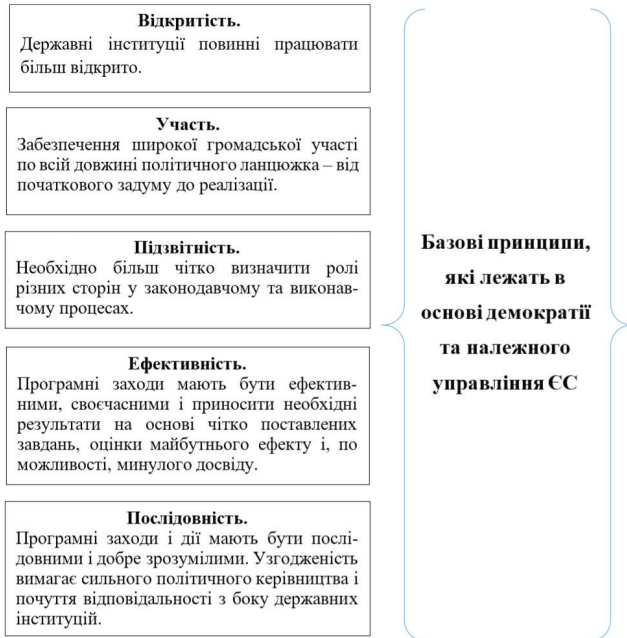 Відкритість.
Державні інституції повинні працювати
більш відкрито.
Участь.
Забезпечення широкої громадської участі
по всій довжині політичного ланцюжка – від
початкового задуму до реалізації.
Підзвітність.
Необхідно більш чітко визначити ролі
різних сторін у законодавчому та виконав-
чому процесах.
Ефективність.
Програмні заходи мають бути ефектив-
ними, своєчасними і приносити необхідні
результати на основі чітко поставлених
завдань, оцінки майбутнього ефекту і, по
можливості, минулого досвіду.
Послідовність.
Програмні заходи і дії мають бути послі-
довними і добре зрозумілими. Узгодженість
вимагає сильного політичного керівництва і
почуття відповідальності з боку державних
інституцій.
Базові принципи,
які лежать в
основі демократії
та належного
управління ЄС